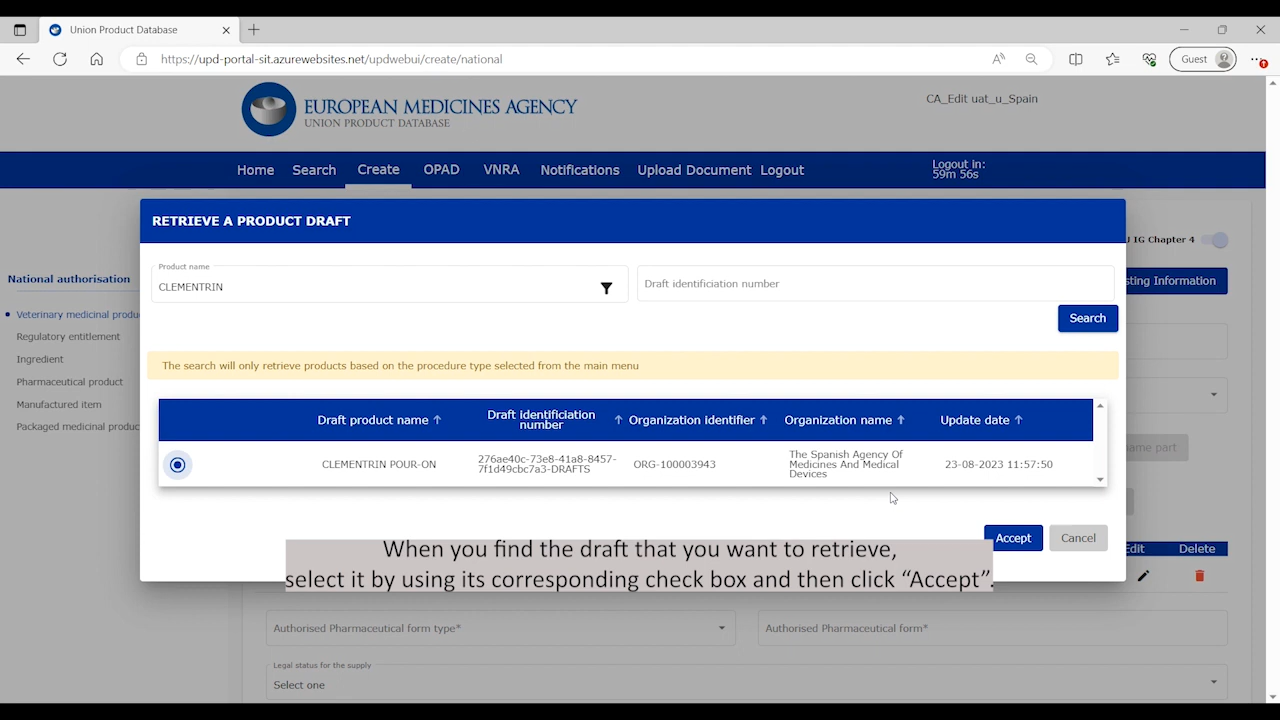 Union Product Database
https://upd-portal-sit.azurewebsites.net/updwebui/create/national
Guest
EUROPEAN MEDICINES AGENCY
UNION PRODUCT DATABASE
CA_Edit uat_u_Spain
Home Search Create OPAD VNRA Notifications Upload Document Logout
Logout in:
59m 56s
RETRIEVE A PRODUCT DRAFT
IG Chapter 4
National authorisation
Product name
CLEMENTRIN
Draft identificiation number
Information
Search
Veterinary medicinal
Regulatory entitlement
Ingredient
Pharmaceutical product
Manufactured item
Packaged medicinal
The search will only retrieve products based on the procedure type selected from the main menu
Draft product name
Draft identificiation
number
Organization identifier
Organization name
Update date
part
CLEMENTRIN POUR-ON
276ae40c-73e8-41a8-8457-
7f1d49cbc7a3-DRAFTS
ORG-100003943
The Spanish Agency Of
Medicines And Medical
Devices
23-08-2023 11:57:50
Accept
Cancel
When you find the draft that you want to retrieve,
select it by using its corresponding check box and then click “Accept”.
Edit
Delete
Authorised Pharmaceutical form type*
Authorised Pharmaceutical form*
Legal status for the supply
Select one